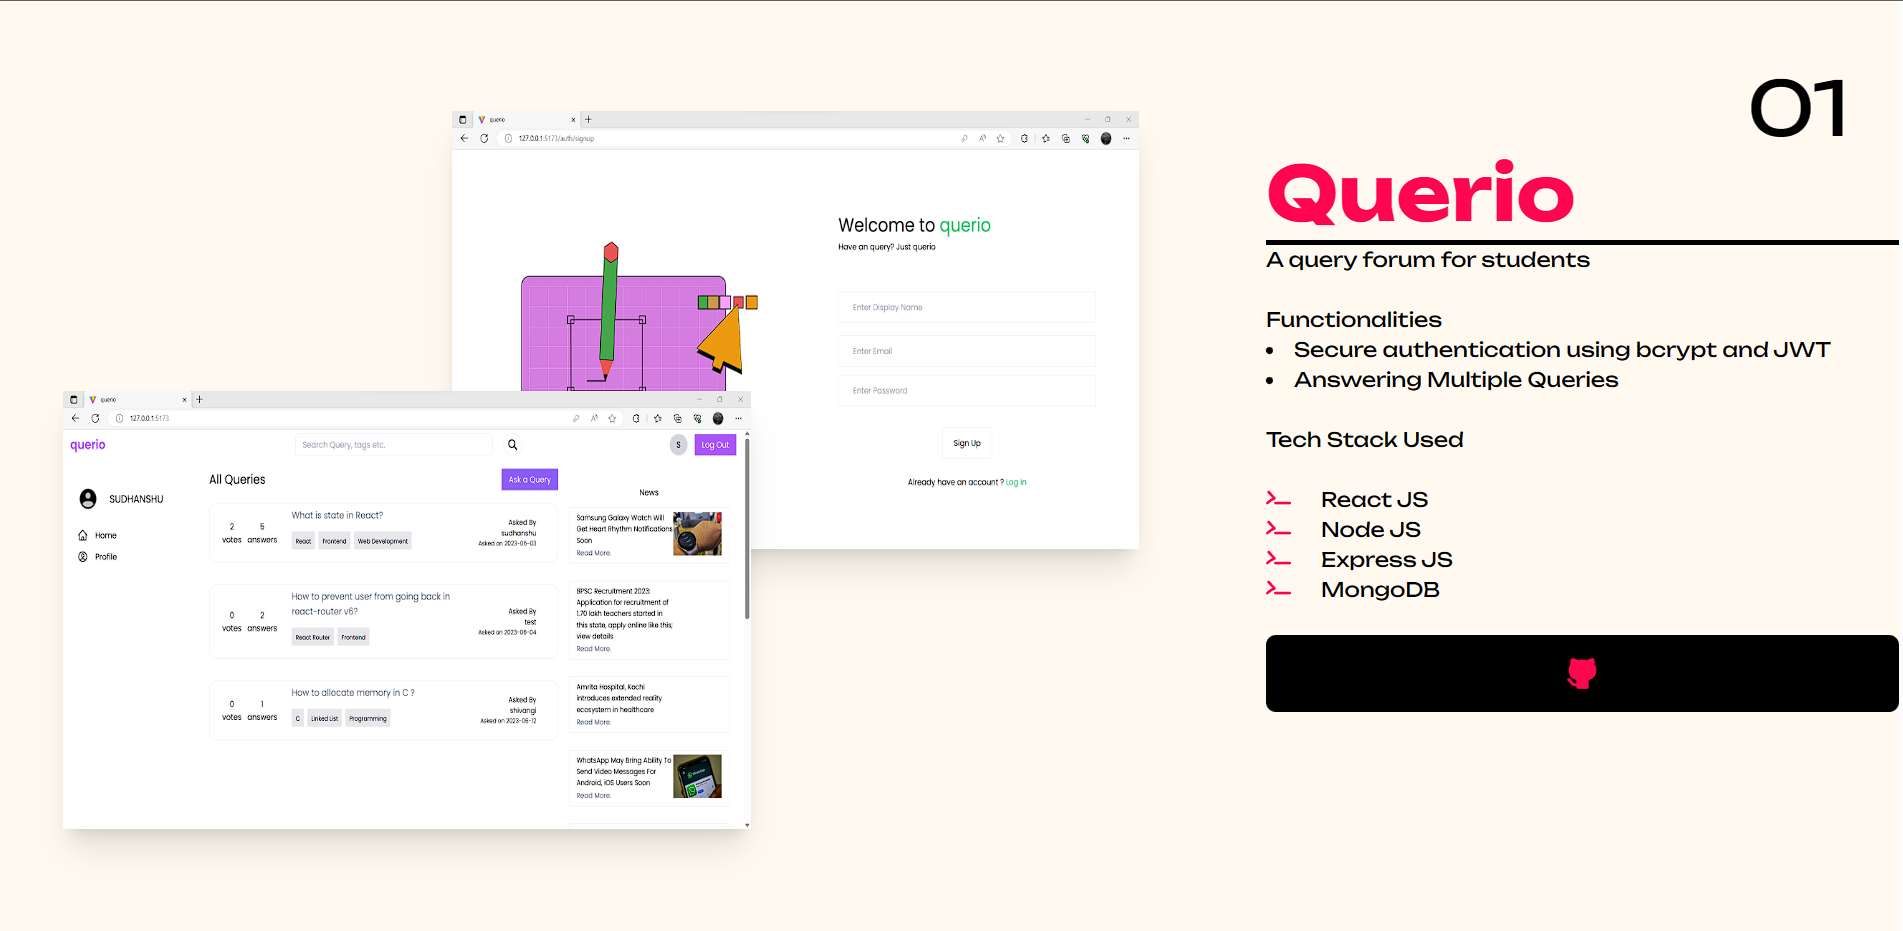 01
Querio
A query forum for students
Functionalities
• Secure authentication using bcrypt and JWT
• Answering Multiple Queries
Tech Stack Used
React JS
Node JS
Express JS
MongoDB
querio
127.0.0.1:5173/auth/signup
Welcome to querio
Have an query? Just querio
Enter Display Name
Enter Email
Enter Password
Sign Up
Already have an account ? Log In
querio
127.0.0.1:5173
querio
Search Query, tags etc.
S
Log Out
SUDHANSHU
Home
Profile
All Queries
Ask a Query
2 votes
5 answers
What is state in React?
React
Frontend
Web Development
Asked By
sudhanshu
Asked on 2023-06-03
0 votes
2 answers
How to prevent user from going back in
react-router v6?
React Router
Frontend
Asked By
test
Asked on 2023-06-04
0 votes
1 answers
How to allocate memory in C ?
C
Linked List
Programming
Asked By
shivangi
Asked on 2023-06-12
News
Samsung Galaxy Watch Will
Get Heart Rhythm Notifications
Soon
Read More.
BPSC Recruitment 2023:
Application for recruitment of
1.70 lakh teachers started in
this state, apply online like this;
view details
Read More.
Amrita Hospital, Kochi
introduces extended reality
ecosystem in healthcare
Read More.
WhatsApp May Bring Ability To
Send Video Messages For
Android, iOS Users Soon
Read More.